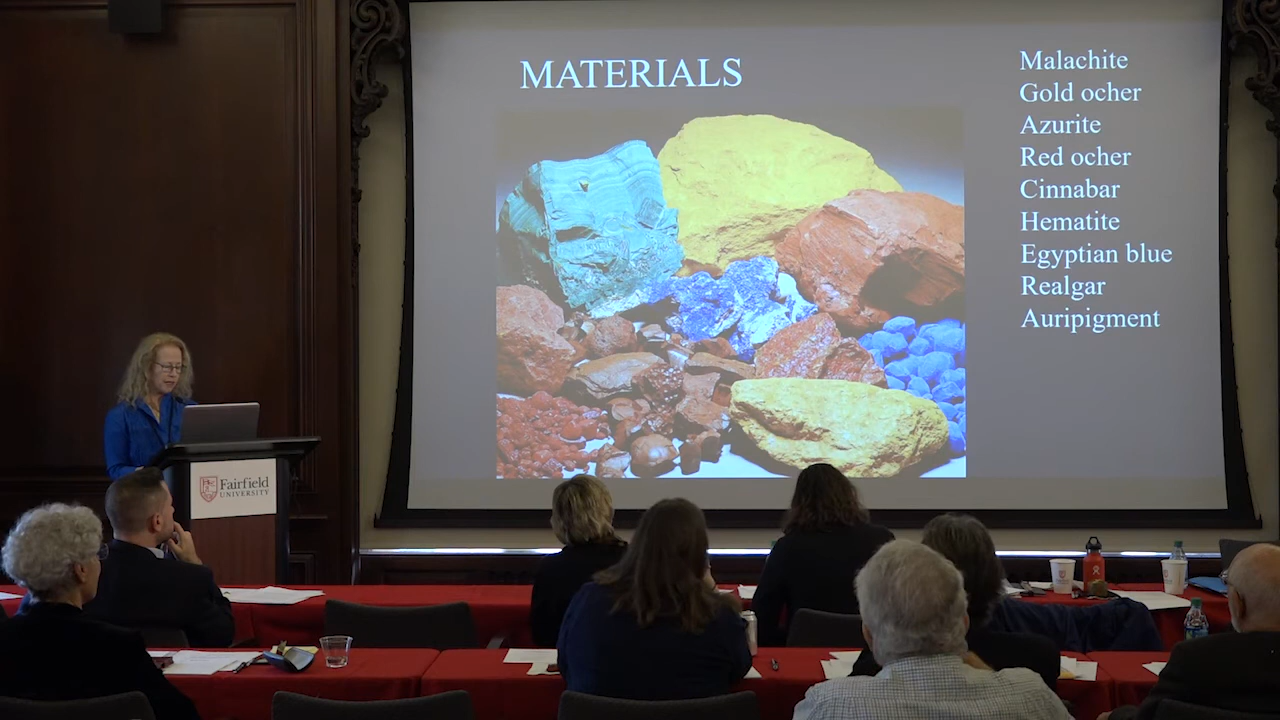 MATERIALS
Malachite
Gold ocher
Azurite
Red ocher
Cinnabar
Hematite
Egyptian blue
Realgar
Auripigment
Fairfield
UNIVERSITY